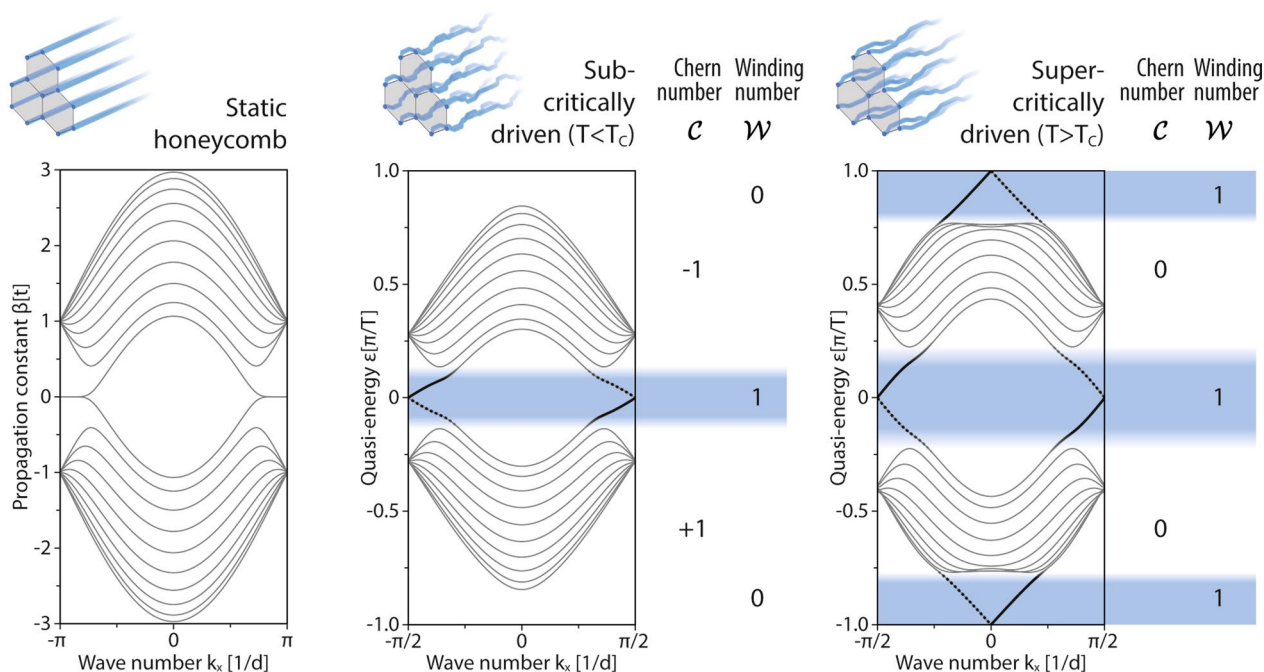 Static
honeycomb
Propagation constant β[t]
3
2
1
0
-1
-2
-3
-π
0
π
Wave number kₓ [1/d]
Sub-
critically
driven (T<T_C)
Chern
number
C
Winding
number
W
Quasi-energy ε[π/T]
1.0
0.5
0
-0.5
-1.0
-π/2
0
π/2
Wave number kₓ [1/d]
0
-1
1
+1
0
Super-
critically
driven (T>T_C)
Chern
number
C
Winding
number
W
Quasi-energy ε[π/T]
1.0
0.5
0
-0.5
-1.0
-π/2
0
π/2
Wave number kₓ [1/d]
1
0
1
0
1